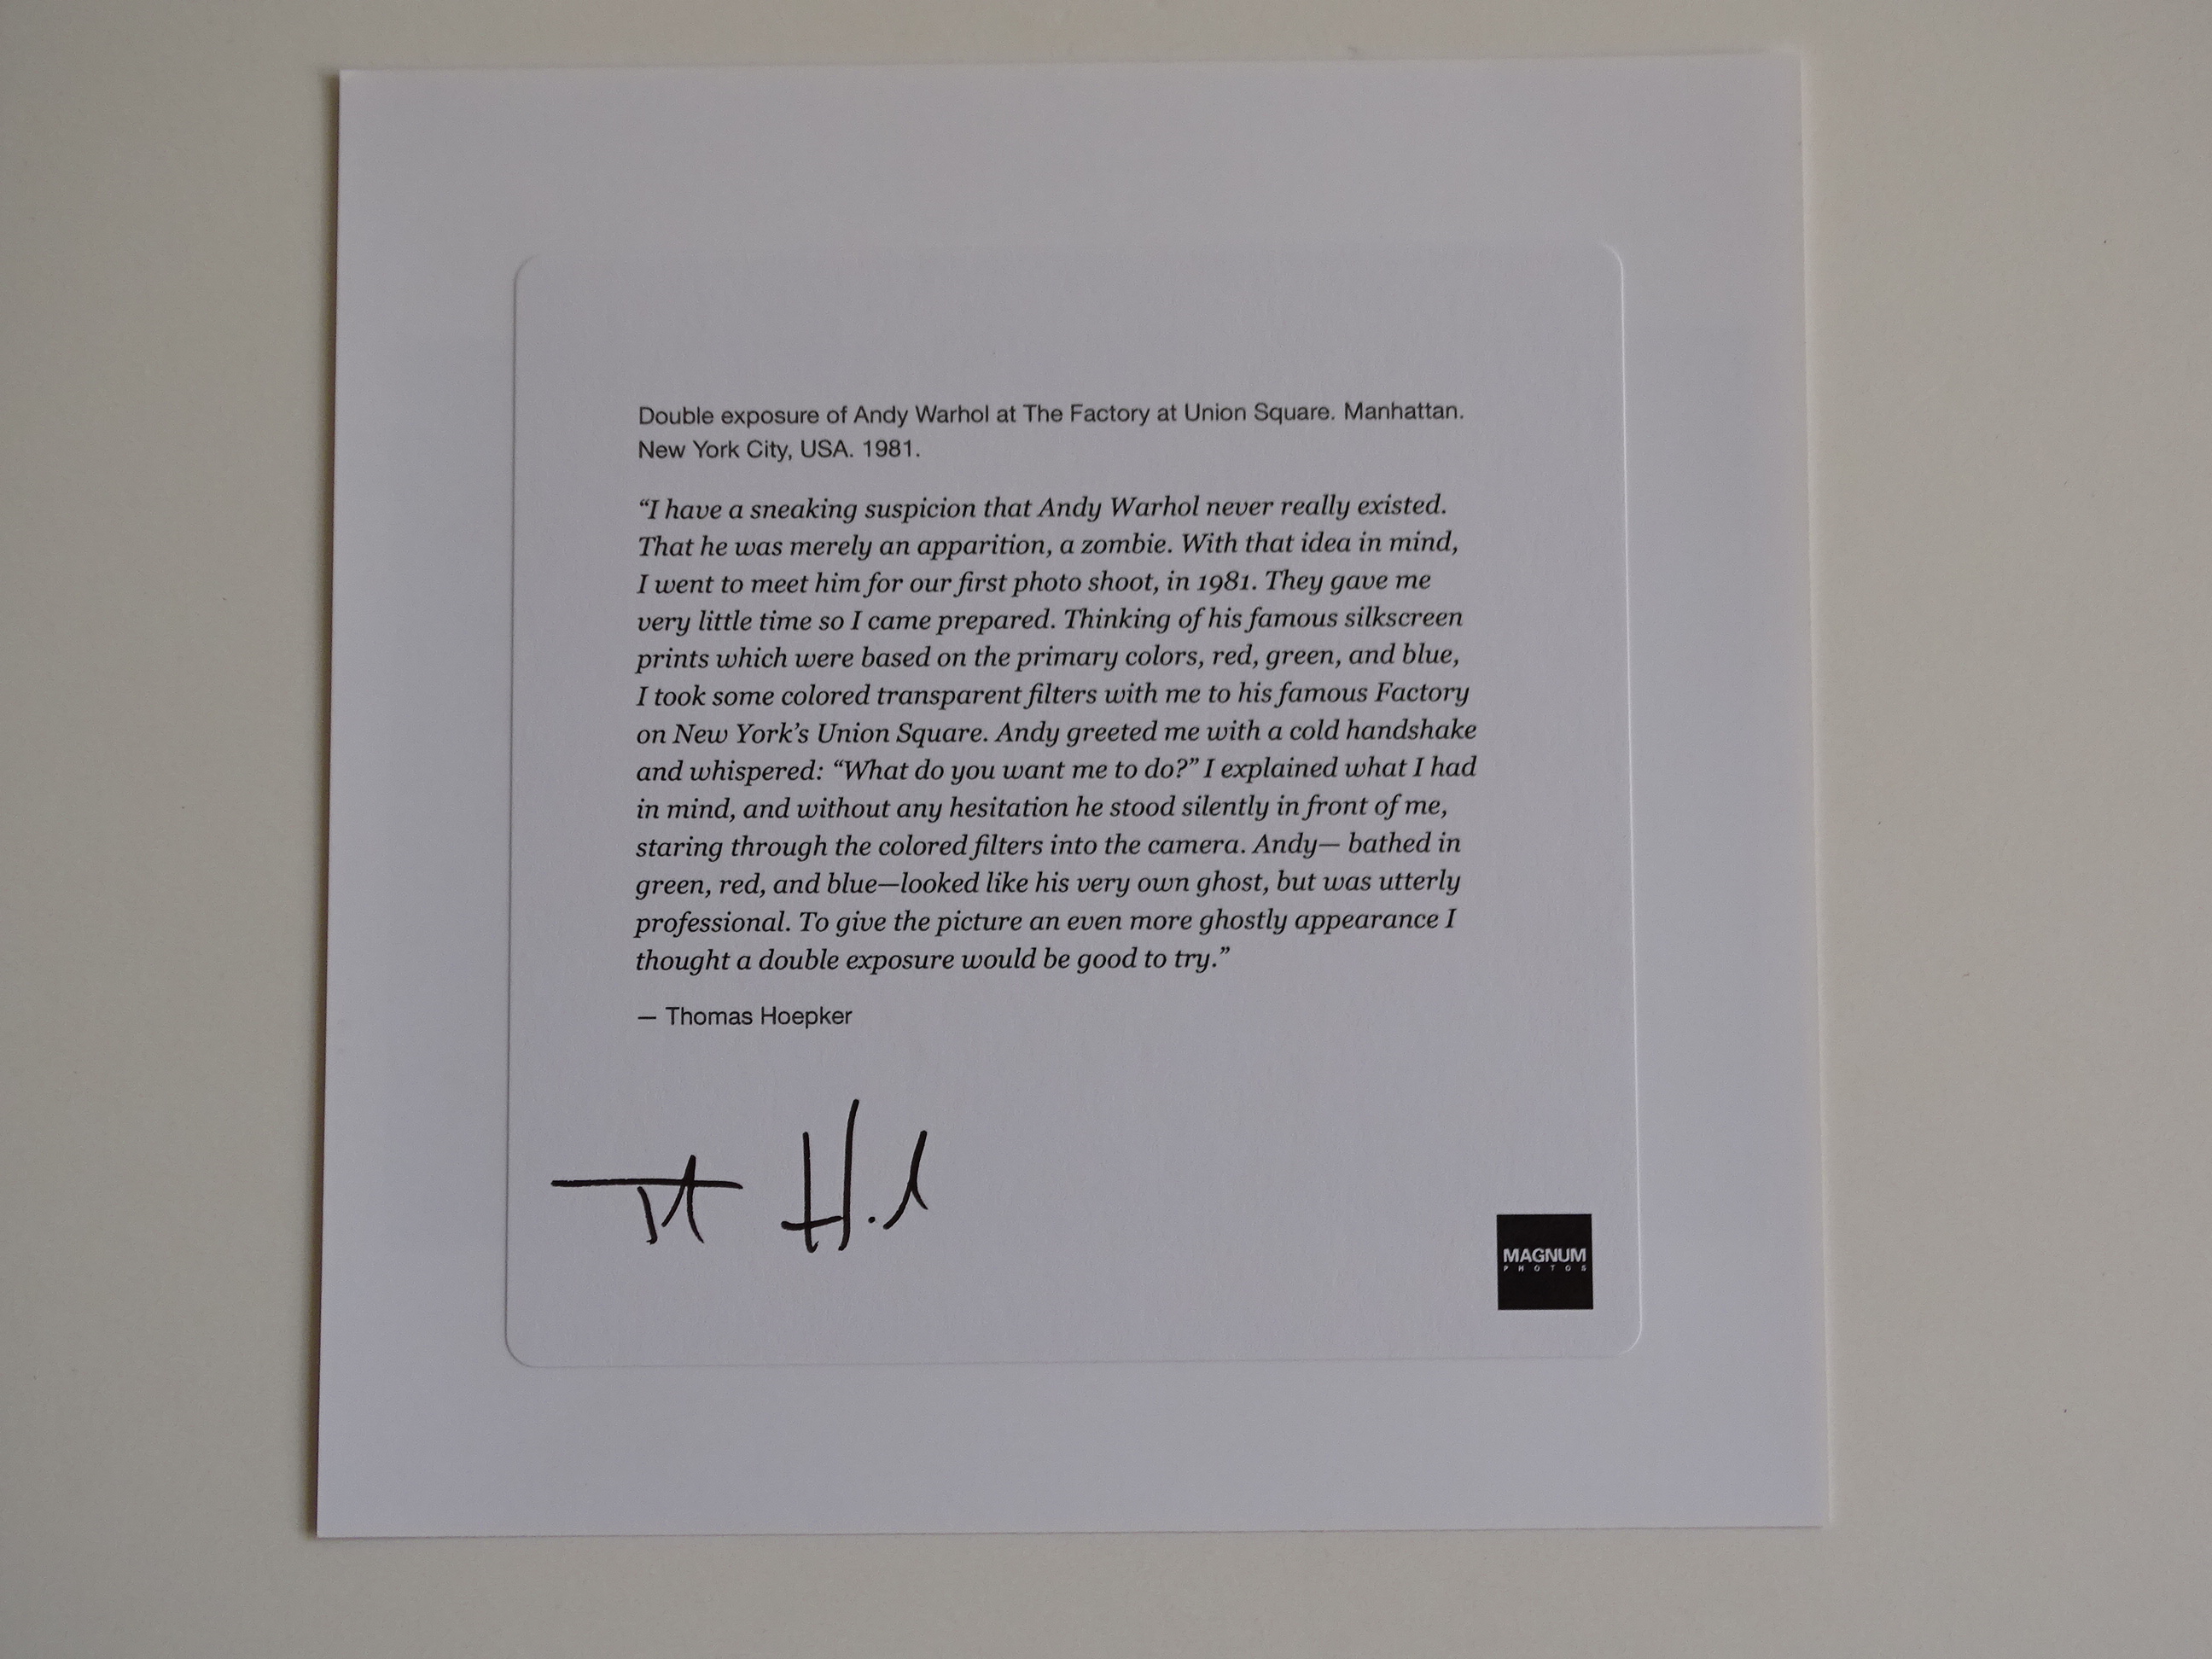 Double exposure of Andy Warhol at The Factory at Union Square. Manhattan.
New York City, USA. 1981.
“I have a sneaking suspicion that Andy Warhol never really existed.
That he was merely an apparition, a zombie. With that idea in mind,
I went to meet him for our first photo shoot, in 1981. They gave me
very little time so I came prepared. Thinking of his famous silkscreen
prints which were based on the primary colors, red, green, and blue,
I took some colored transparent filters with me to his famous Factory
on New York’s Union Square. Andy greeted me with a cold handshake
and whispered: “What do you want me to do?” I explained what I had
in mind, and without any hesitation he stood silently in front of me,
staring through the colored filters into the camera. Andy— bathed in
green, red, and blue—looked like his very own ghost, but was utterly
professional. To give the picture an even more ghostly appearance I
thought a double exposure would be good to try.”
— Thomas Hoepker
MAGNUM
PHOTOS